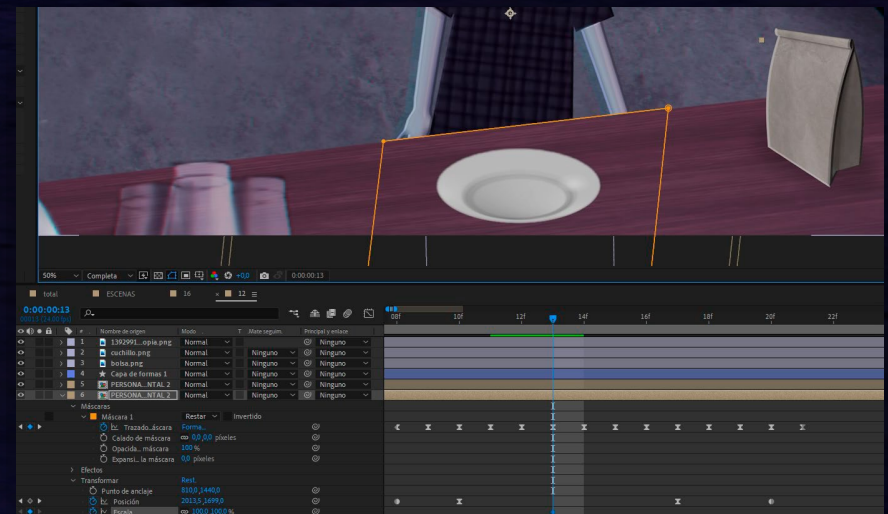 50% Completa +0,0 0:00:00:13
total ESCENAS 16 × 12
0:00:00:13
08f 10f 12f 14f 16f 18f 20f 22f
# Nombre de origen Modo T Mate seguim. Principal y enlace
1 1392991...opia.png Normal Ninguno
2 cuchillo.png Normal Ninguno Ninguno
3 bolsa.png Normal Ninguno Ninguno
4 Capa de formas 1 Normal Ninguno Ninguno
5 PERSONA...NTAL 2 Normal Ninguno Ninguno
6 PERSONA...NTAL 2 Normal Ninguno Ninguno
Máscaras
Máscara 1 Restar Invertido
Trazado...áscara Forma...
Calado de máscara 0,0,0,0 píxeles
Opacida... máscara 100 %
Expansi... la máscara 0,0 píxeles
Efectos
Transformar Rest.
Punto de anclaje 810,0,1440,0
Posición 2013,5,1699,0
Escala 100,0,100,0 %